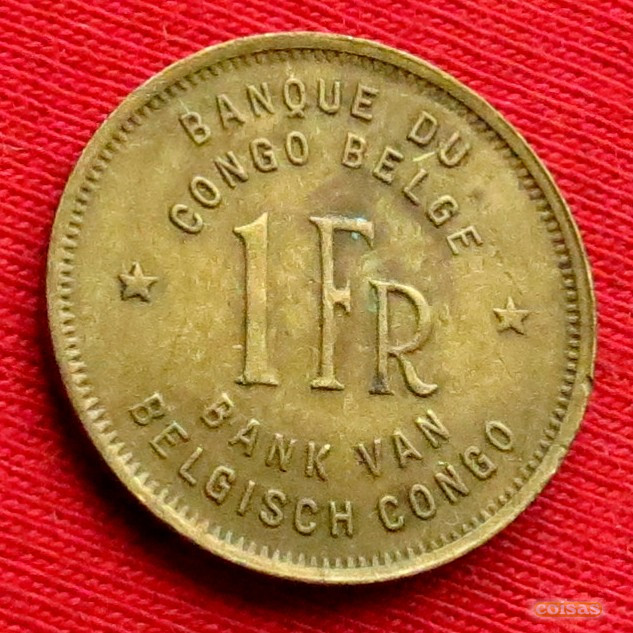 BANQUE DU
CONGO BELGE
1 FR
BANK VAN
BELGISCH CONGO
coisas